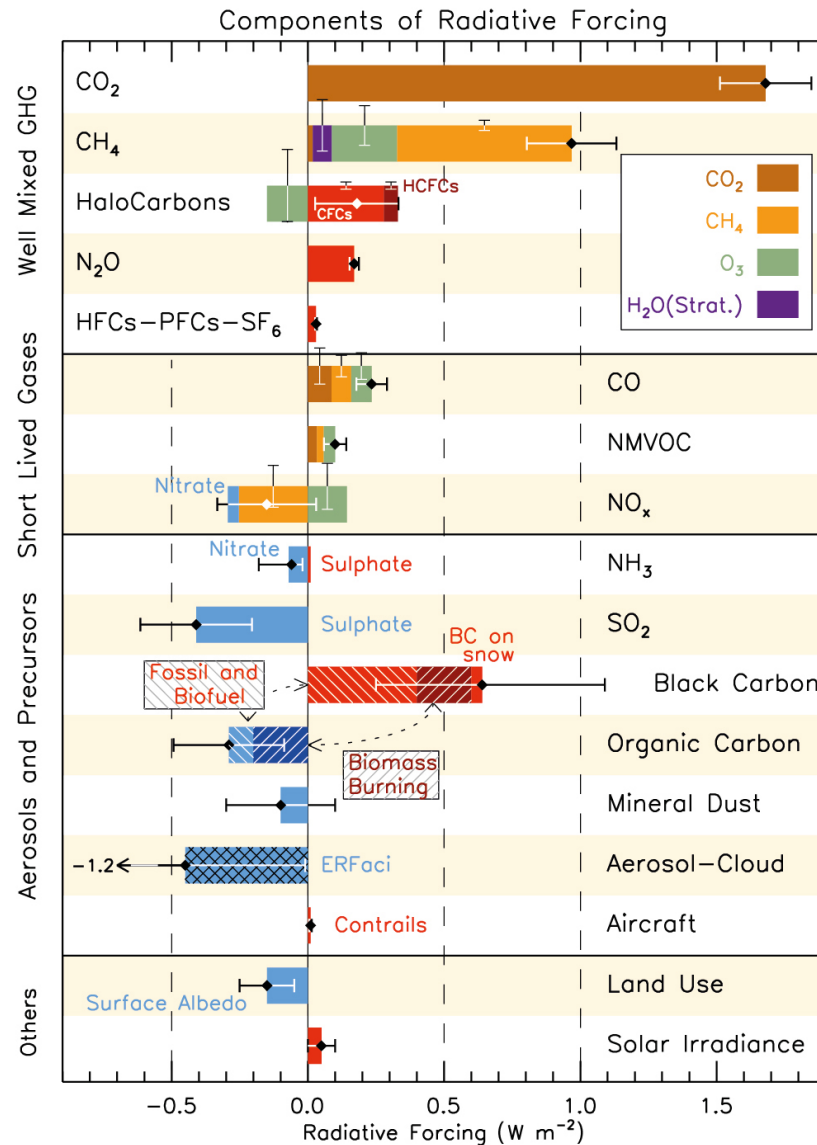 Components of Radiative Forcing
Well Mixed GHG
CO₂
CH₄
HaloCarbons
CFCs
HCFCs
N₂O
HFCs−PFCs−SF₆
CO₂
CH₄
O₃
H₂O(Strat.)
Short Lived Gases
CO
NMVOC
Nitrate
NOₓ
Aerosols and Precursors
Nitrate
Sulphate
NH₃
Sulphate
SO₂
BC on
snow
Fossil and
Biofuel
Black Carbon
Organic Carbon
Biomass
Burning
Mineral Dust
−1.2
ERFaci
Aerosol−Cloud
Contrails
Aircraft
Others
Surface Albedo
Land Use
Solar Irradiance
−0.5 0.0 0.5 1.0 1.5
Radiative Forcing (W m⁻²)